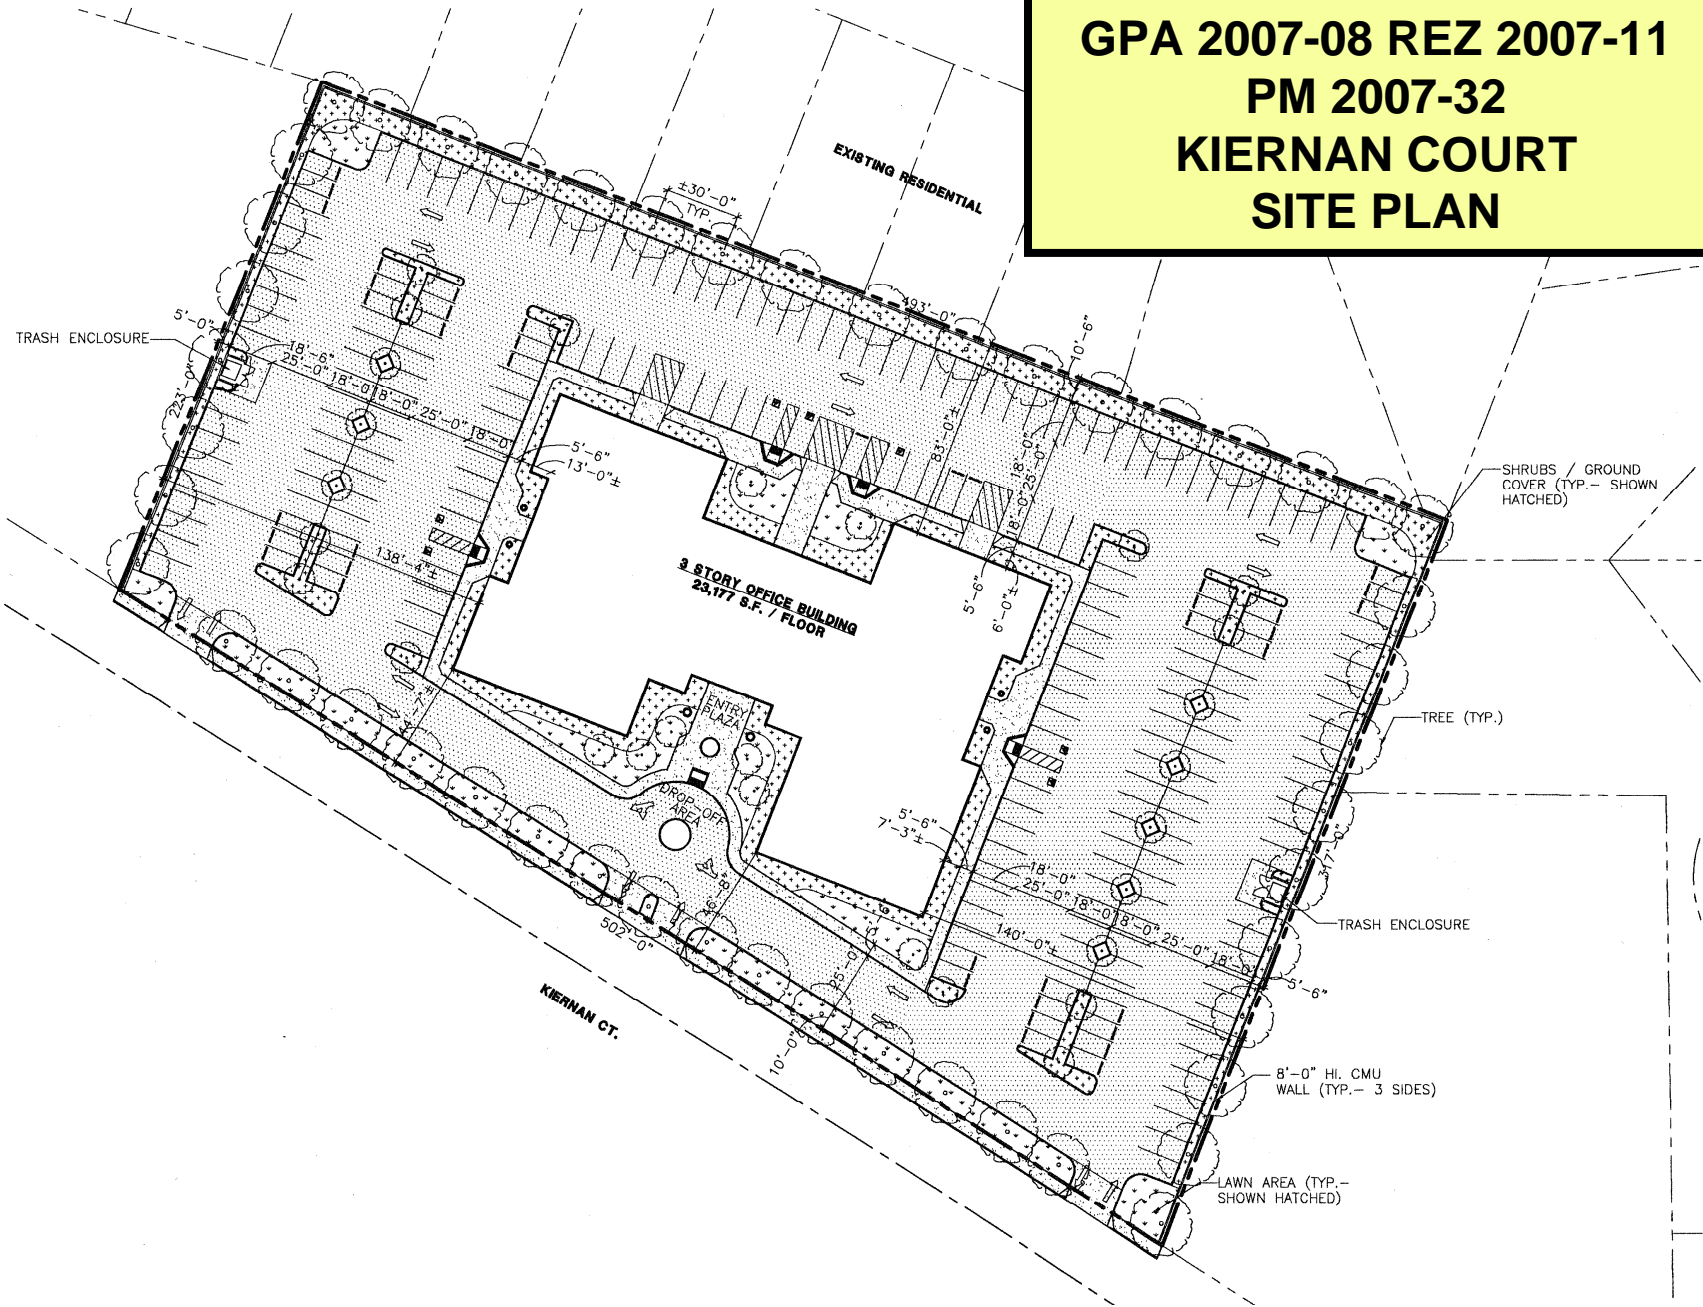 GPA 2007-08 REZ 2007-11
PM 2007-32
KIERNAN COURT
SITE PLAN
EXISTING RESIDENTIAL
±30'-0"
TYP.
493'-0"
10'-6"
TRASH ENCLOSURE
5'-0"
223'-0"
18'-6"
25'-0"
18'-0"
18'-0"
25'-0"
18'-0"
5'-6"
13'-0"±
83'-0"±
18'-0"
25'-0"
18'-0"
5'-6"
6'-0"±
138'-4"±
SHRUBS / GROUND
COVER (TYP.- SHOWN
HATCHED)
3 STORY OFFICE BUILDING
23,177 S.F. / FLOOR
ENTRY
PLAZA
DROP-OFF
AREA
TREE (TYP.)
5'-6"
7'-3"±
18'-0"
25'-0"
18'-0"
18'-0"
25'-0"
18'-0"
5'-6"
140'-0"±
317'-0"
TRASH ENCLOSURE
46'-8"
25'-0"
10'-0"
502'-0"
KIERNAN CT.
8'-0" HI. CMU
WALL (TYP.- 3 SIDES)
LAWN AREA (TYP.-
SHOWN HATCHED)